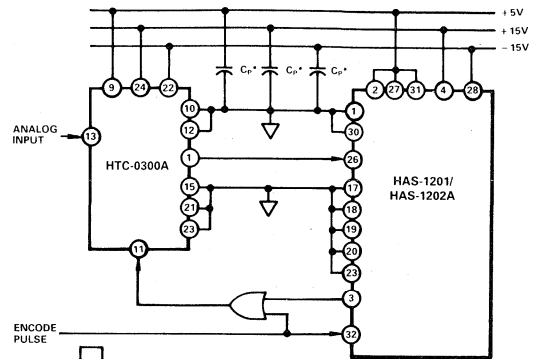 +5V
+15V
-15V
CP*
CP*
CP*
9
24
22
2
27
31
4
28
10
1
12
30
ANALOG
INPUT
13
HTC-0300A
1
26
HAS-1201/
HAS-1202A
15
17
21
18
23
19
20
23
11
3
ENCODE
PULSE
32